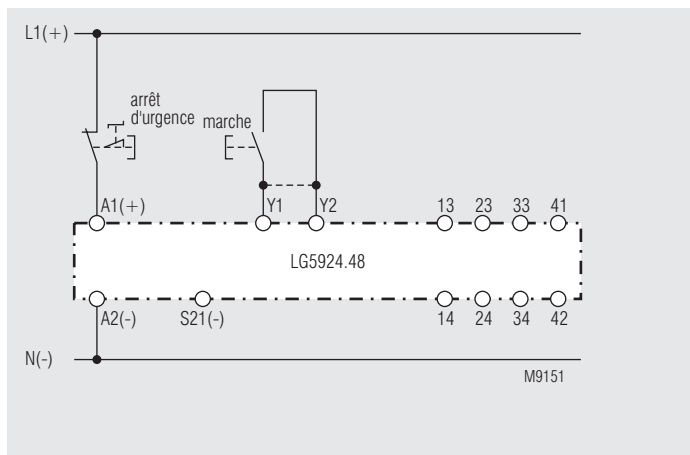 L1(+)
arrêt
d'urgence
marche
A1(+)
Y1
Y2
13
23
33
41
LG5924.48
A2(-)
S21(-)
14
24
34
42
N(-)
M9151